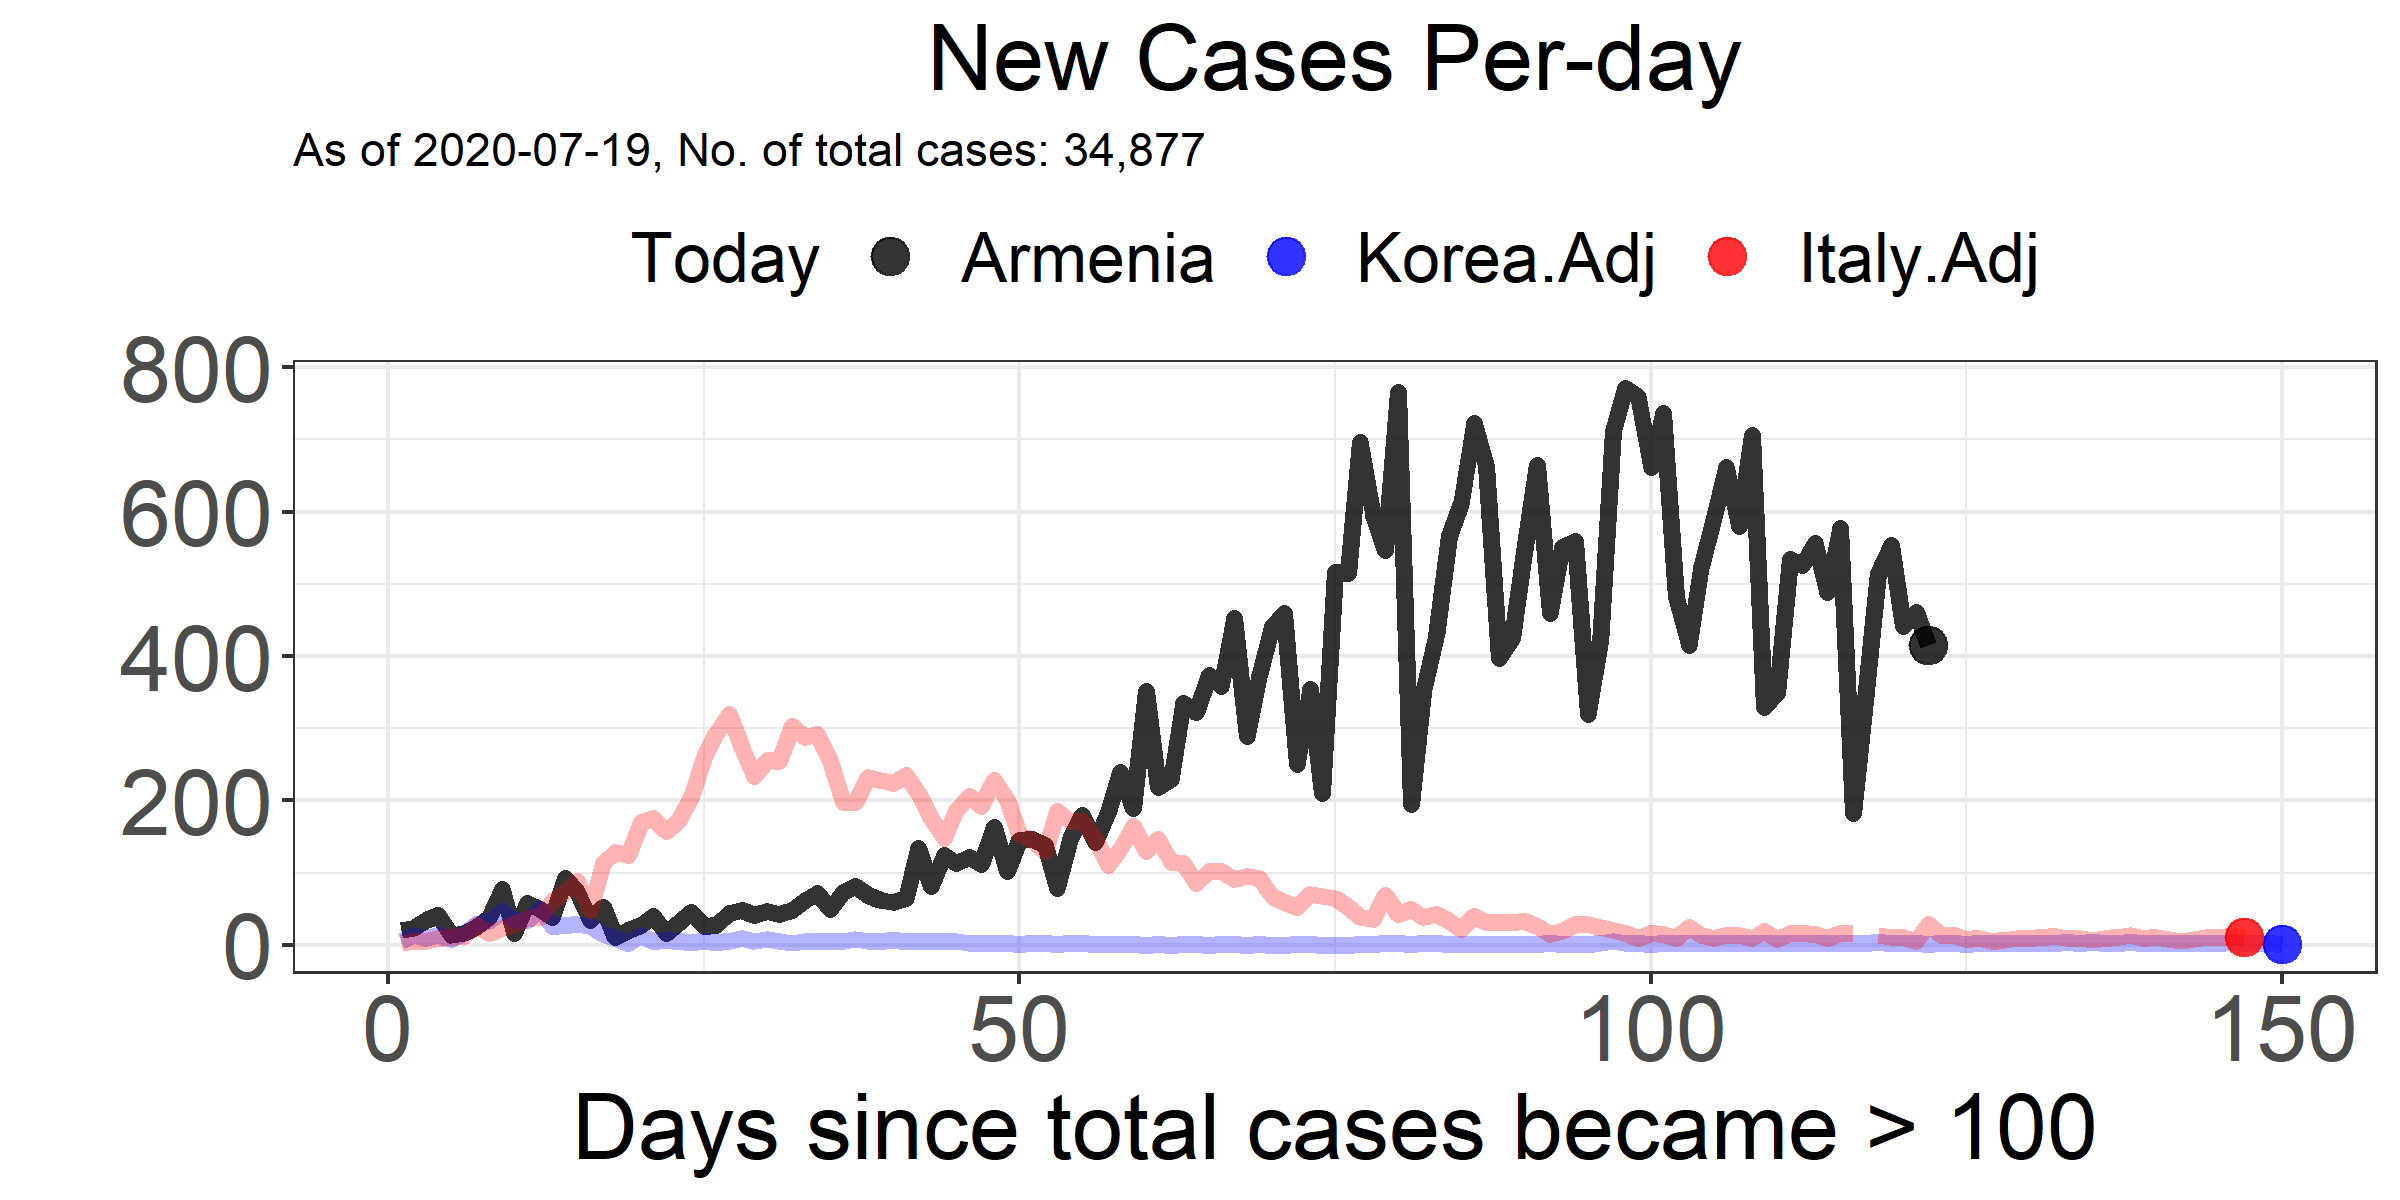 New Cases Per-day
As of 2020-07-19, No. of total cases: 34,877
Today Armenia Korea.Adj Italy.Adj
800
600
400
200
0
0 50 100 150
Days since total cases became > 100